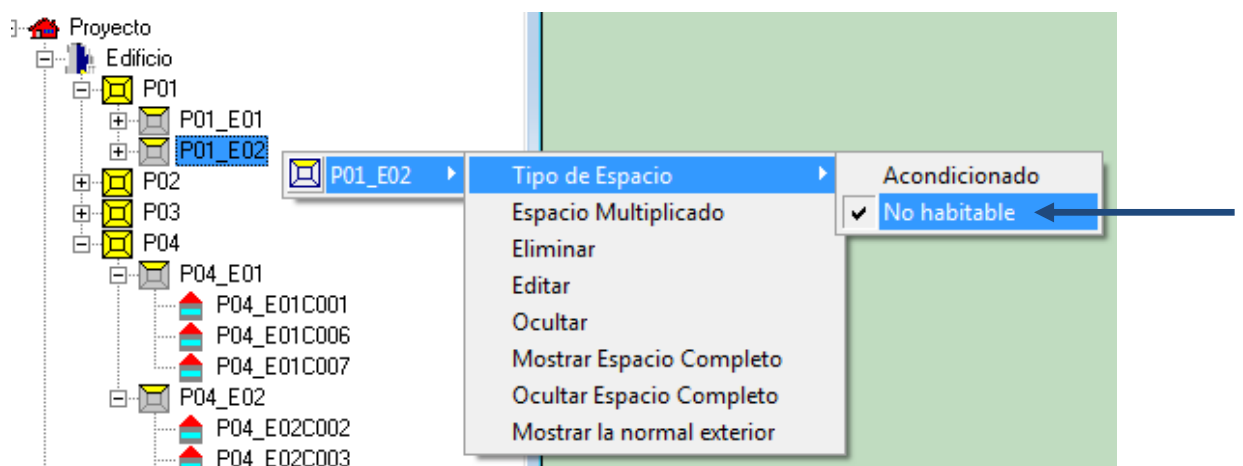 Proyecto
Edificio
P01
P01_E01
P01_E02
P02
P03
P04
P04_E01
P04_E01C001
P04_E01C006
P04_E01C007
P04_E02
P04_E02C002
P04_E02C003
P01_E02
Tipo de Espacio
Espacio Multiplicado
Eliminar
Editar
Ocultar
Mostrar Espacio Completo
Ocultar Espacio Completo
Mostrar la normal exterior
Acondicionado
No habitable